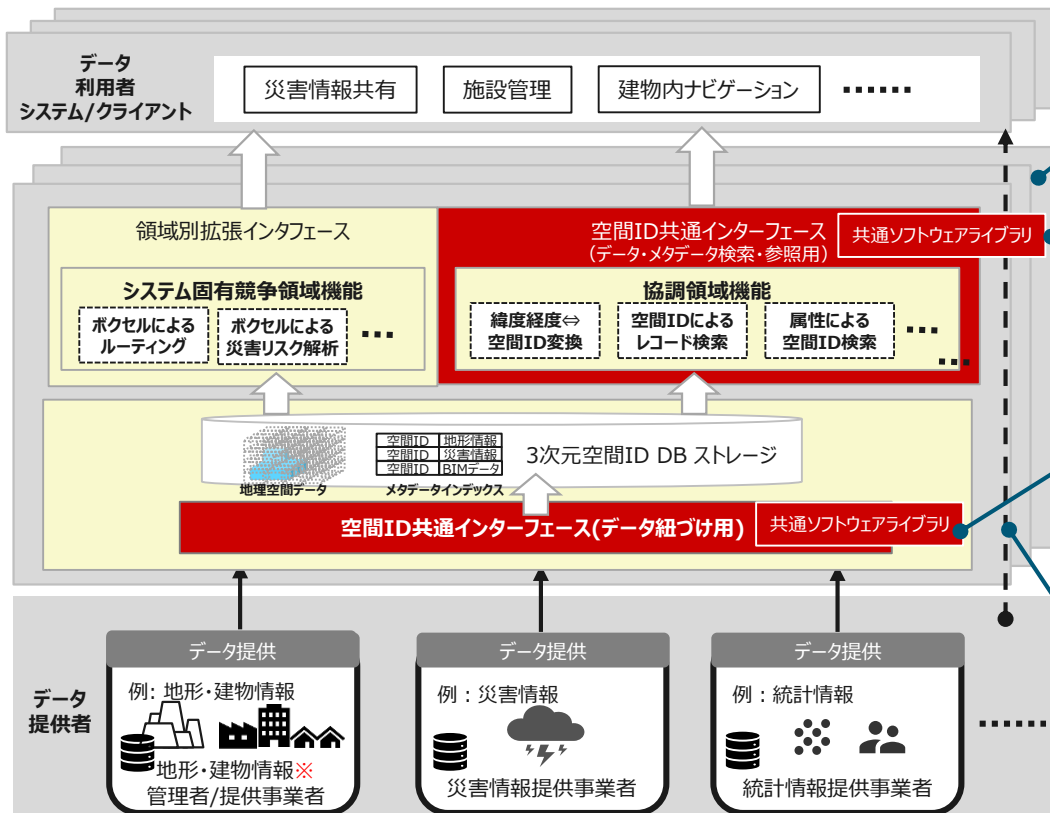 データ
利用者
システム/クライアント
災害情報共有
施設管理
建物内ナビゲーション
領域別拡張インタフェース
システム固有競争領域機能
ボクセルによる
ルーティング
ボクセルによる
災害リスク解析
空間ID共通インターフェース
(データ・メタデータ検索・参照用)
共通ソフトウェアライブラリ
協調領域機能
緯度経度⇔
空間ID変換
空間IDによる
レコード検索
属性による
空間ID検索
地理空間データ
空間ID 地形情報
空間ID 災害情報
空間ID BIMデータ
メタデータインデックス
3次元空間ID DB ストレージ
空間ID共通インターフェース(データ紐づけ用)
共通ソフトウェアライブラリ
データ
提供者
データ提供
例: 地形・建物情報
地形・建物情報※
管理者/提供事業者
データ提供
例：災害情報
災害情報提供事業者
データ提供
例：統計情報
統計情報提供事業者